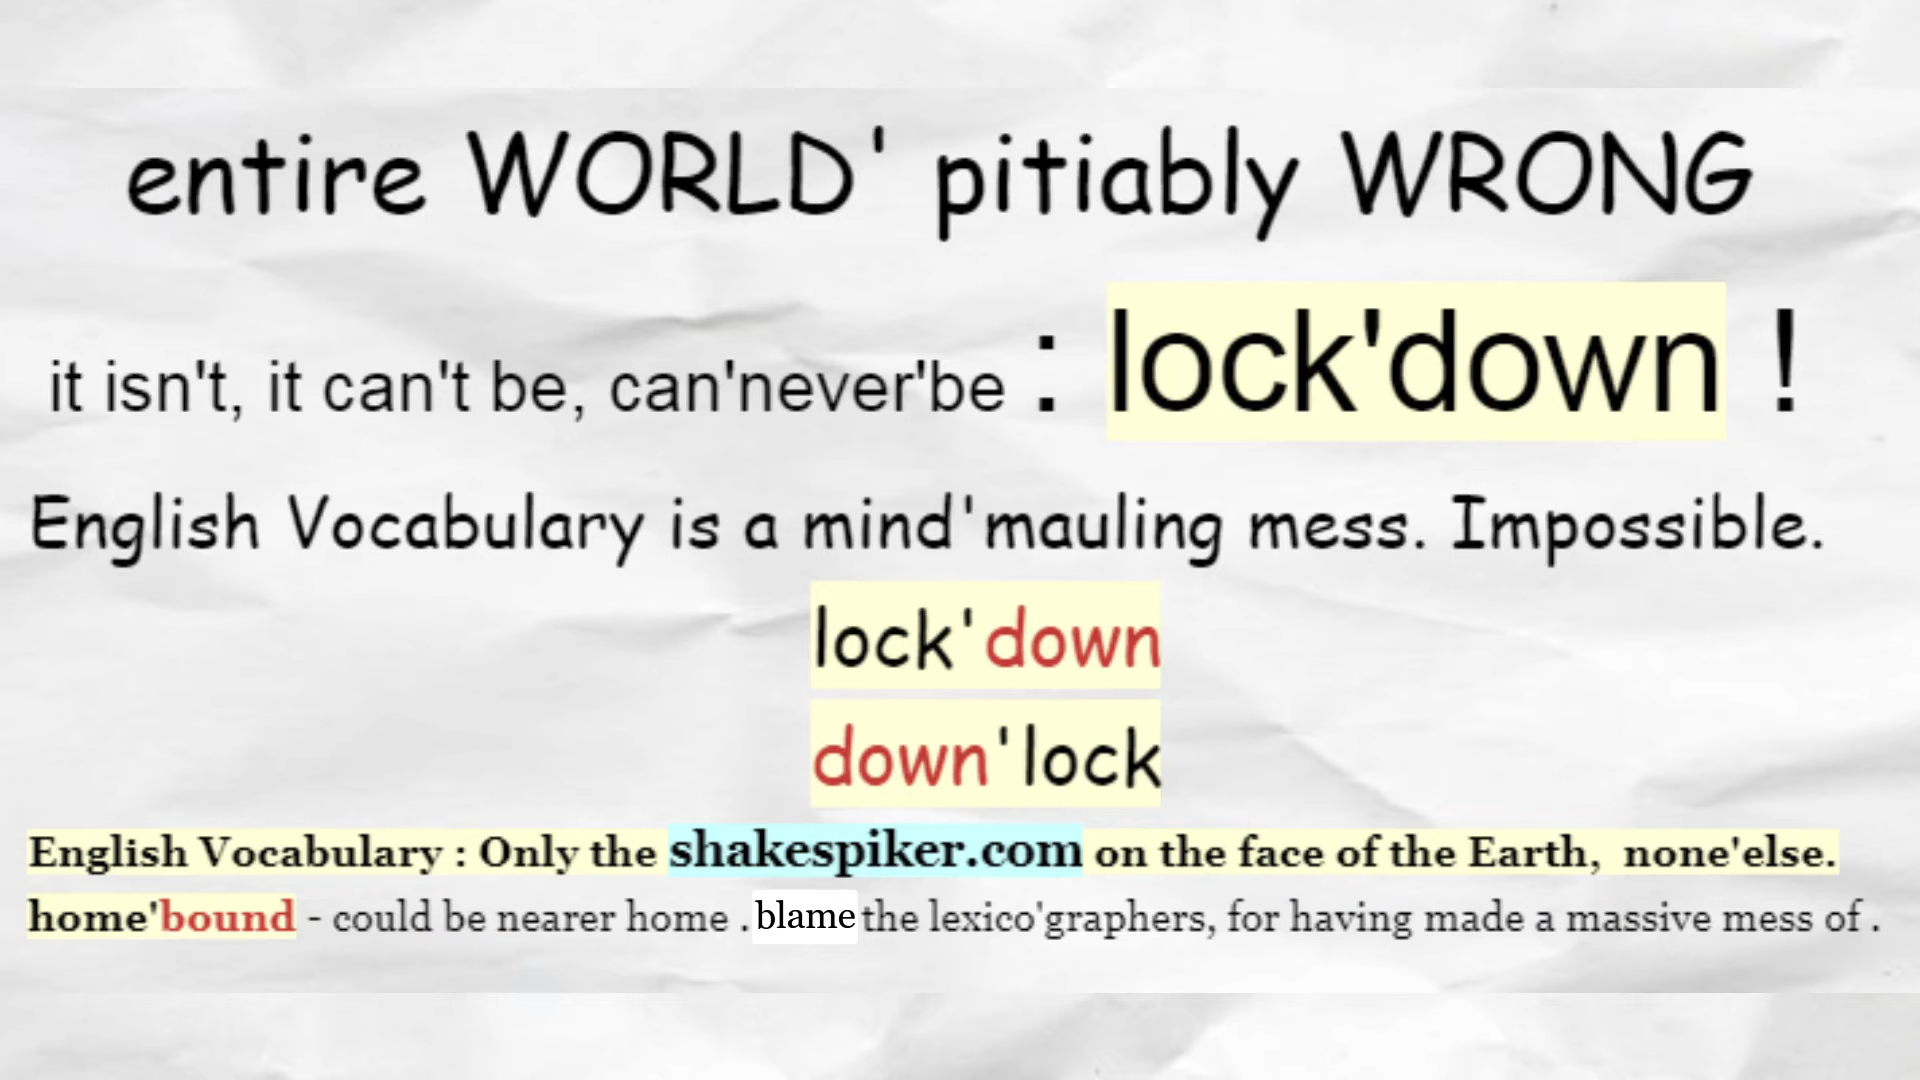 entire WORLD' pitiably WRONG
it isn't, it can't be, can'never'be : lock'down !
English Vocabulary is a mind'mauling mess. Impossible.
lock'down
down'lock
English Vocabulary : Only the shakespiker.com on the face of the Earth, none'else.
home'bound - could be nearer home . blame the lexico'graphers, for having made a massive mess of .